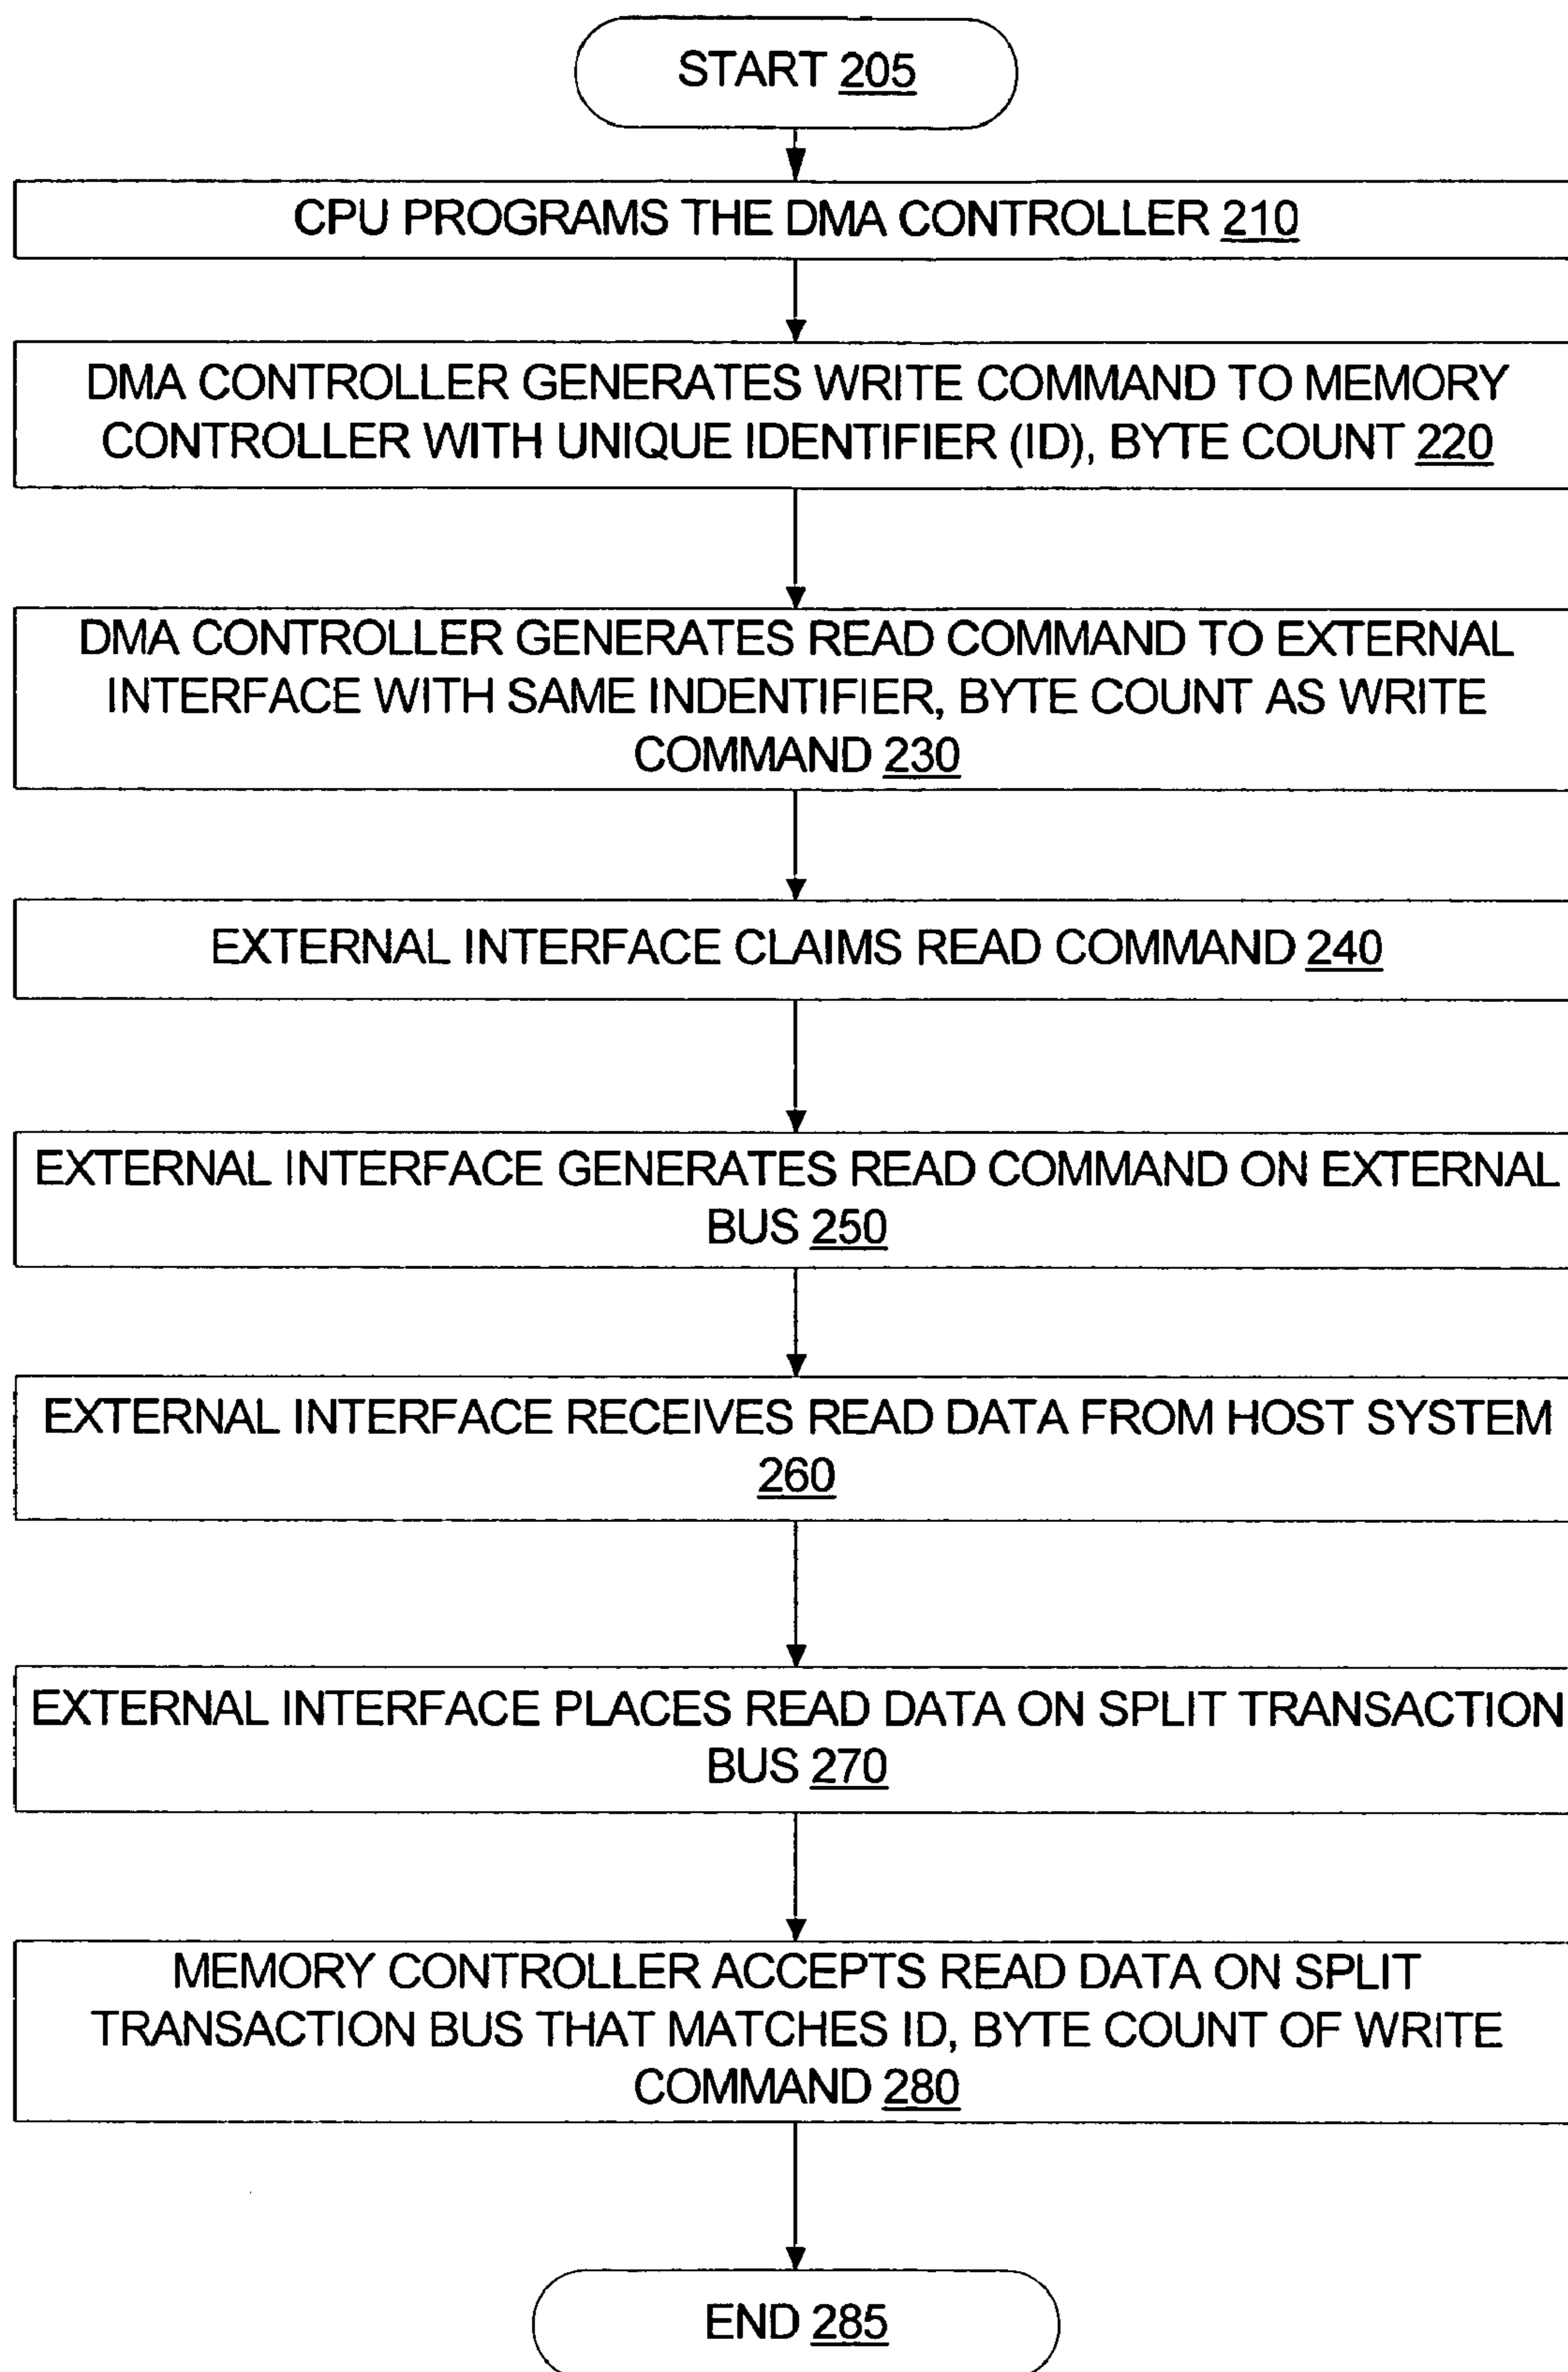 START 205
CPU PROGRAMS THE DMA CONTROLLER 210
DMA CONTROLLER GENERATES WRITE COMMAND TO MEMORY
CONTROLLER WITH UNIQUE IDENTIFIER (ID), BYTE COUNT 220
DMA CONTROLLER GENERATES READ COMMAND TO EXTERNAL
INTERFACE WITH SAME INDENTIFIER, BYTE COUNT AS WRITE
COMMAND 230
EXTERNAL INTERFACE CLAIMS READ COMMAND 240
EXTERNAL INTERFACE GENERATES READ COMMAND ON EXTERNAL
BUS 250
EXTERNAL INTERFACE RECEIVES READ DATA FROM HOST SYSTEM
260
EXTERNAL INTERFACE PLACES READ DATA ON SPLIT TRANSACTION
BUS 270
MEMORY CONTROLLER ACCEPTS READ DATA ON SPLIT
TRANSACTION BUS THAT MATCHES ID, BYTE COUNT OF WRITE
COMMAND 280
END 285